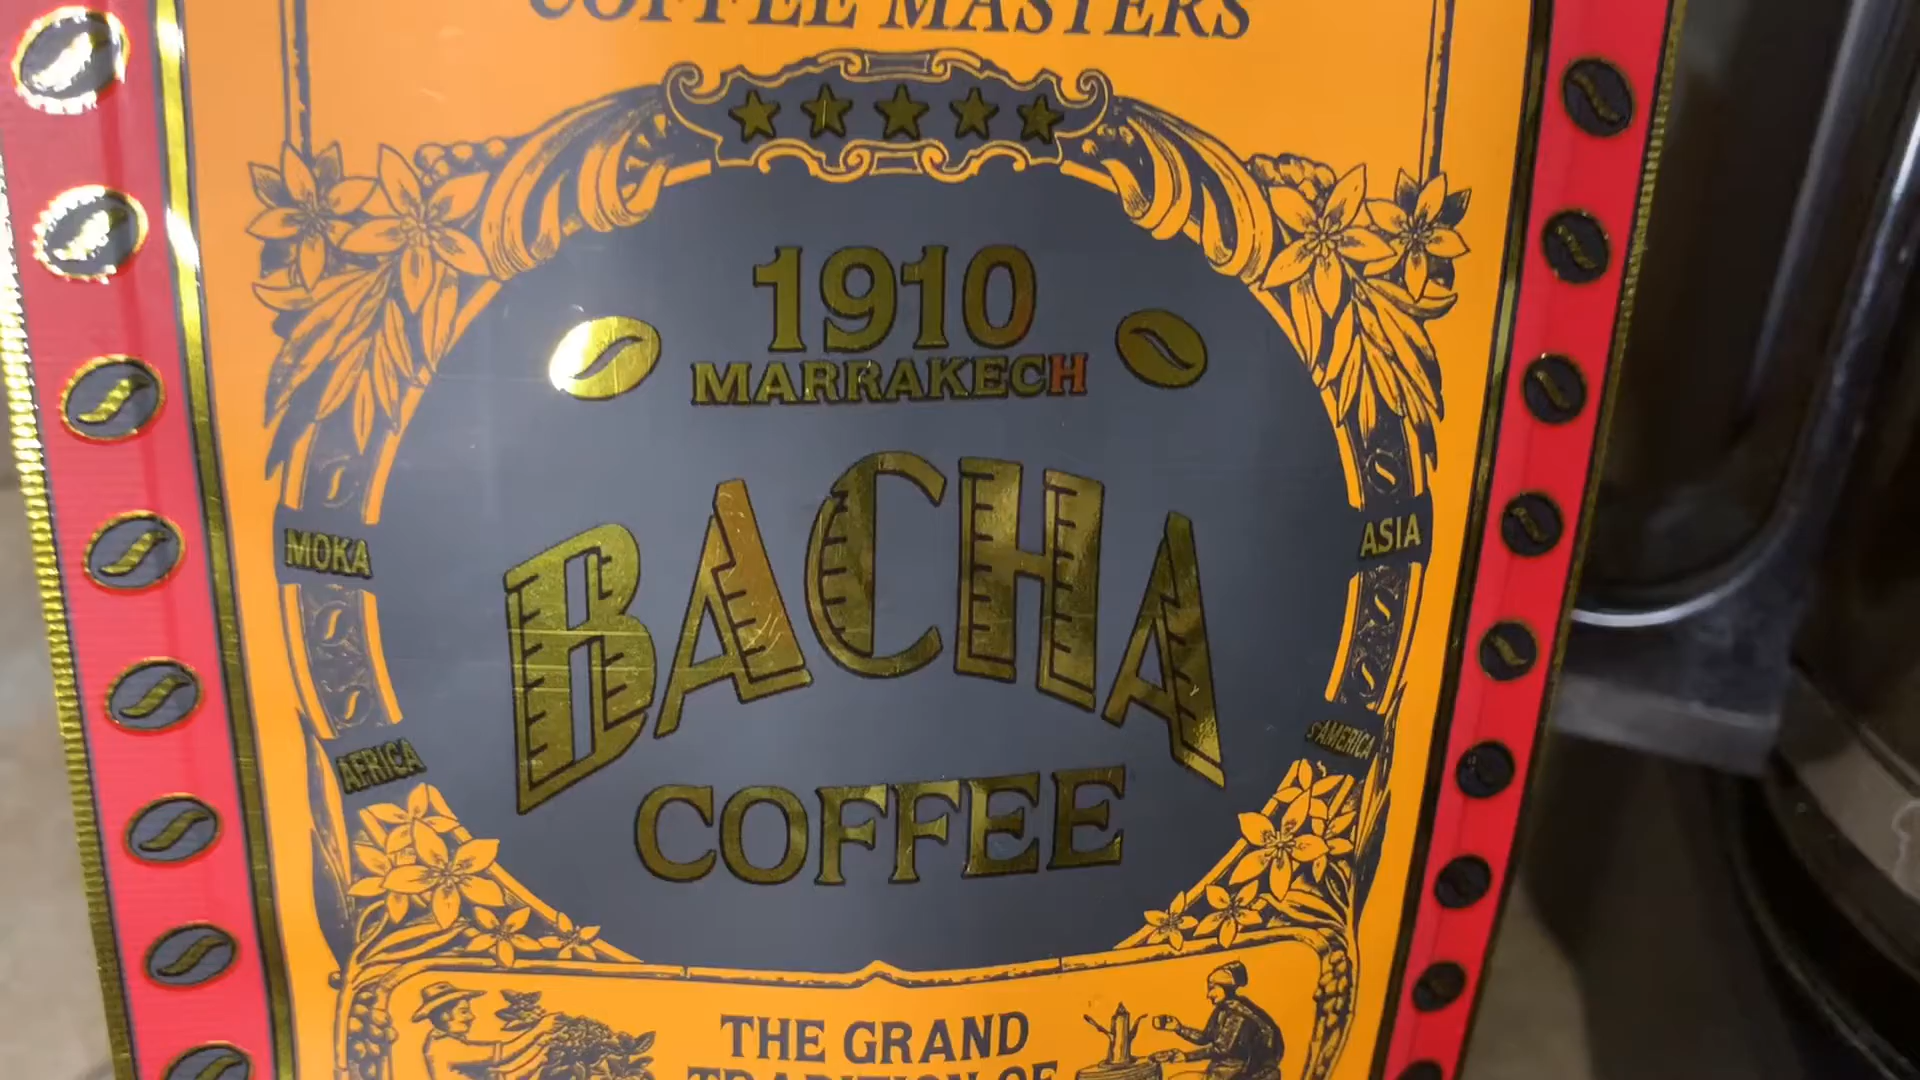 COFFEE MASTERS
1910
MARRAKECH
BACHA
COFFEE
MOKA
ASIA
AFRICA
S.AMERICA
THE GRAND
TRADITION OF